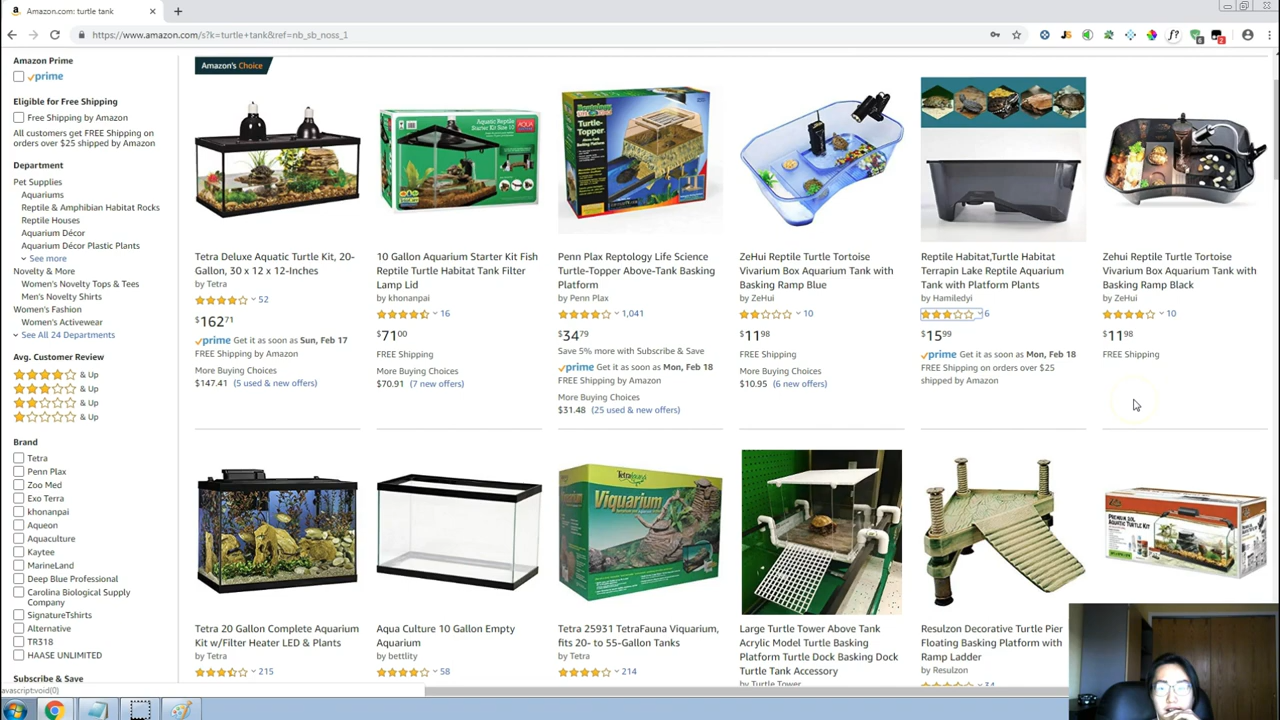 Amazon.com: turtle tank
https://www.amazon.com/s?k=turtle+tank&ref=nb_sb_noss_1
Amazon Prime
prime
Eligible for Free Shipping
Free Shipping by Amazon
All customers get FREE Shipping on
orders over $25 shipped by Amazon
Department
Pet Supplies
Aquariums
Reptile & Amphibian Habitat Rocks
Reptile Houses
Aquarium Décor
Aquarium Décor Plastic Plants
See more
Novelty & More
Women's Novelty Tops & Tees
Men's Novelty Shirts
Women's Fashion
Women's Activewear
See All 24 Departments
Avg. Customer Review
& Up
& Up
& Up
& Up
Brand
Tetra
Penn Plax
Zoo Med
Exo Terra
khonanpai
Aqueon
Aquaculture
Kaytee
MarineLand
Deep Blue Professional
Carolina Biological Supply
Company
SignatureTshirts
Alternative
TR318
HAASE UNLIMITED
Subscribe & Save
avascript:void(0)
Amazon's Choice
Tetra Deluxe Aquatic Turtle Kit, 20-
Gallon, 30 x 12 x 12-Inches
by Tetra
52
$162 71
prime Get it as soon as Sun, Feb 17
FREE Shipping by Amazon
More Buying Choices
$147.41 (5 used & new offers)
Aquatic Reptile
Starter Kit Size 10
AQUA
10 Gallon Aquarium Starter Kit Fish
Reptile Turtle Habitat Tank Filter
Lamp Lid
by khonanpai
16
$71 00
FREE Shipping
More Buying Choices
$70.91 (7 new offers)
Reptology
Turtle-
Topper
Penn Plax Reptology Life Science
Turtle-Topper Above-Tank Basking
Platform
by Penn Plax
1,041
$34 79
Save 5% more with Subscribe & Save
prime Get it as soon as Mon, Feb 18
FREE Shipping by Amazon
More Buying Choices
$31.48 (25 used & new offers)
ZeHui Reptile Turtle Tortoise
Vivarium Box Aquarium Tank with
Basking Ramp Blue
by ZeHui
10
$11 98
FREE Shipping
More Buying Choices
$10.95 (6 new offers)
Reptile Habitat,Turtle Habitat
Terrapin Lake Reptile Aquarium
Tank with Platform Plants
by Hamiledyi
6
$15 99
prime Get it as soon as Mon, Feb 18
FREE Shipping on orders over $25
shipped by Amazon
Zehui Reptile Turtle Tortoise
Vivarium Box Aquarium Tank with
Basking Ramp Black
by ZeHui
10
$11 98
FREE Shipping
Tetra 20 Gallon Complete Aquarium
Kit w/Filter Heater LED & Plants
by Tetra
215
Aqua Culture 10 Gallon Empty
Aquarium
by bettlity
58
Viquarium
Tetra 25931 TetraFauna Viquarium,
fits 20- to 55-Gallon Tanks
by Tetra
214
Large Turtle Tower Above Tank
Acrylic Model Turtle Basking
Platform Turtle Dock Basking Dock
Turtle Tank Accessory
by Turtle Tower
Resulzon Decorative Turtle Pier
Floating Basking Platform with
Ramp Ladder
by Resulzon
34
PREMIUM 20L
AQUATIC TURTLE KIT